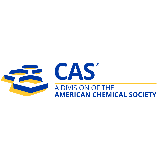 CAS
A DIVISION OF THE
AMERICAN CHEMICAL SOCIETY